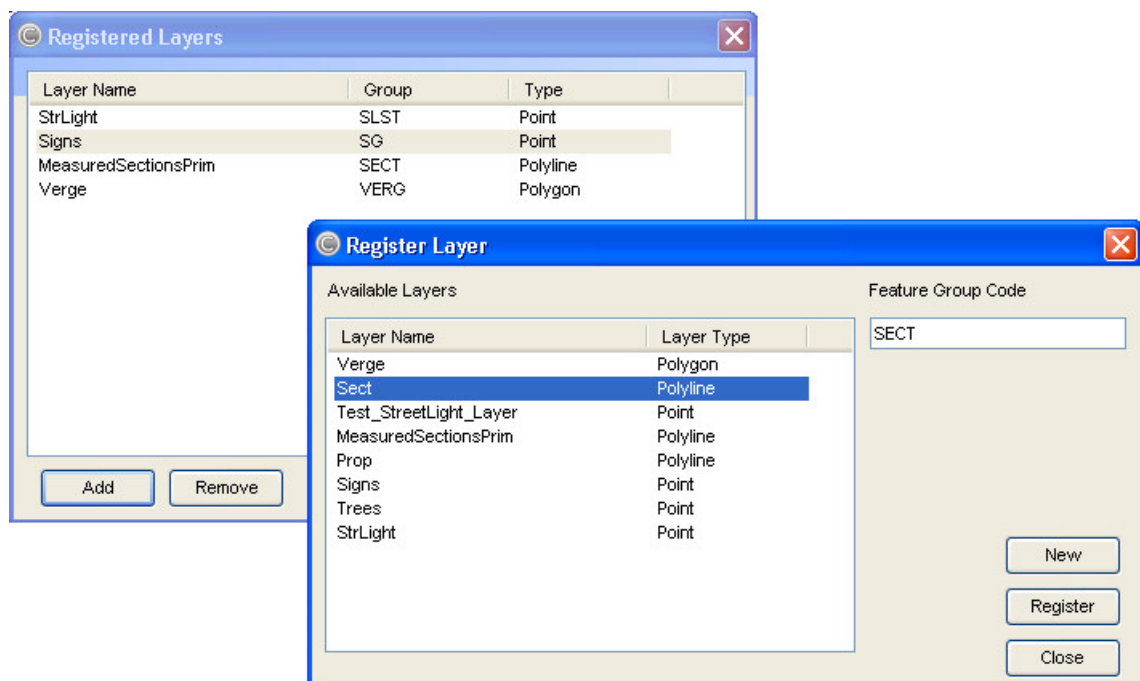 Registered Layers
Layer Name Group Type
StrLight SLST Point
Signs SG Point
MeasuredSectionsPrim SECT Polyline
Verge VERG Polygon
Add Remove
Register Layer
Available Layers
Layer Name Layer Type
Verge Polygon
Sect Polyline
Test_StreetLight_Layer Point
MeasuredSectionsPrim Polyline
Prop Polyline
Signs Point
Trees Point
StrLight Point
Feature Group Code
SECT
New
Register
Close